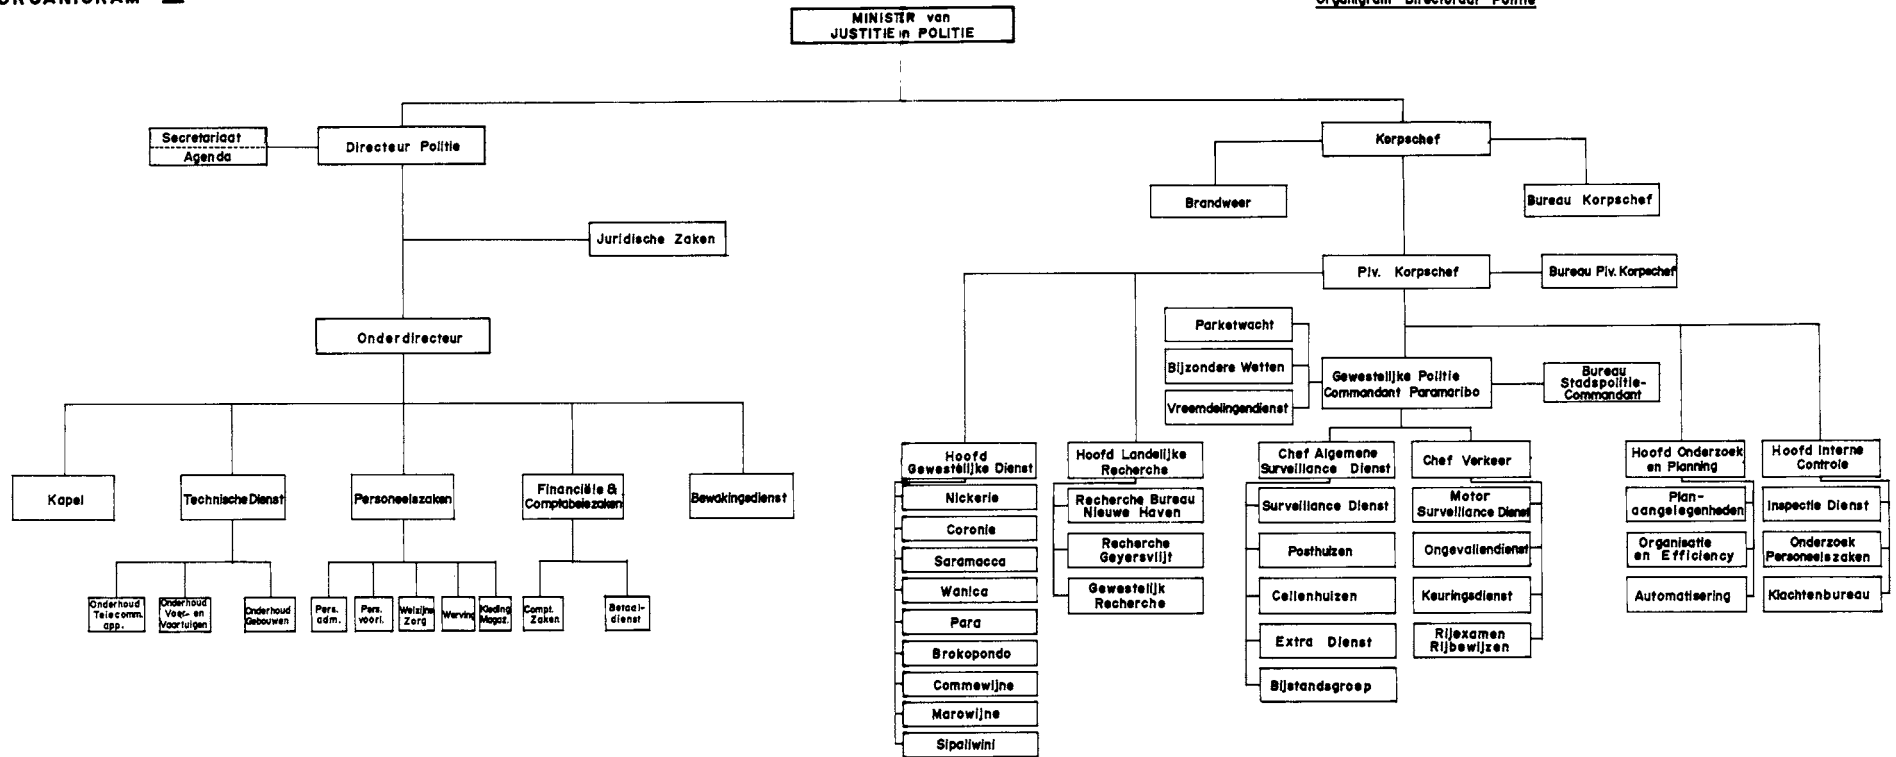 ORGANIGRAM III
Organigram Directoraat Politie
MINISTER van
JUSTITIE en POLITIE
Secretariaat
Agenda
Directeur Politie
Korpschef
Brandweer
Bureau Korpschef
Juridische Zaken
Plv. Korpschef
Bureau Plv. Korpschef
Onderdirecteur
Parketwacht
Bijzondere Wetten
Vreemdelingendienst
Gewestelijke Politie
Commandant Paramaribo
Bureau
Stadspolitie-
Commandant
Kapel
Technische Dienst
Personeelszaken
Financiële &
Comptabelezaken
Bewakingsdienst
Onderhoud
Telecomm.
app.
Onderhoud
Voer- en
Vaartuigen
Onderhoud
Gebouwen
Pers.
adm.
Pers.
voorl.
Welzijns
Zorg
Werving
Kleding
Magaz.
Compt.
Zaken
Betaal-
dienst
Hoofd
Gewestelijke Dienst
Nickerie
Coronie
Saramacca
Wanica
Para
Brokopondo
Commewijne
Marowijne
Sipaliwini
Hoofd Landelijke
Recherche
Recherche Bureau
Nieuwe Haven
Recherche
Geyersvlijt
Gewestelijk
Recherche
Chef Algemene
Surveillance Dienst
Surveillance Dienst
Posthuizen
Cellenhuizen
Extra Dienst
Bijstandsgroep
Chef Verkeer
Motor
Surveillance Dienst
Ongevallendienst
Keuringsdienst
Rijexamen
Rijbewijzen
Hoofd Onderzoek
en Planning
Plan-
aangelegenheden
Organisatie
en Efficiency
Automatisering
Hoofd Interne
Controle
Inspectie Dienst
Onderzoek
Personeelszaken
Klachtenbureau